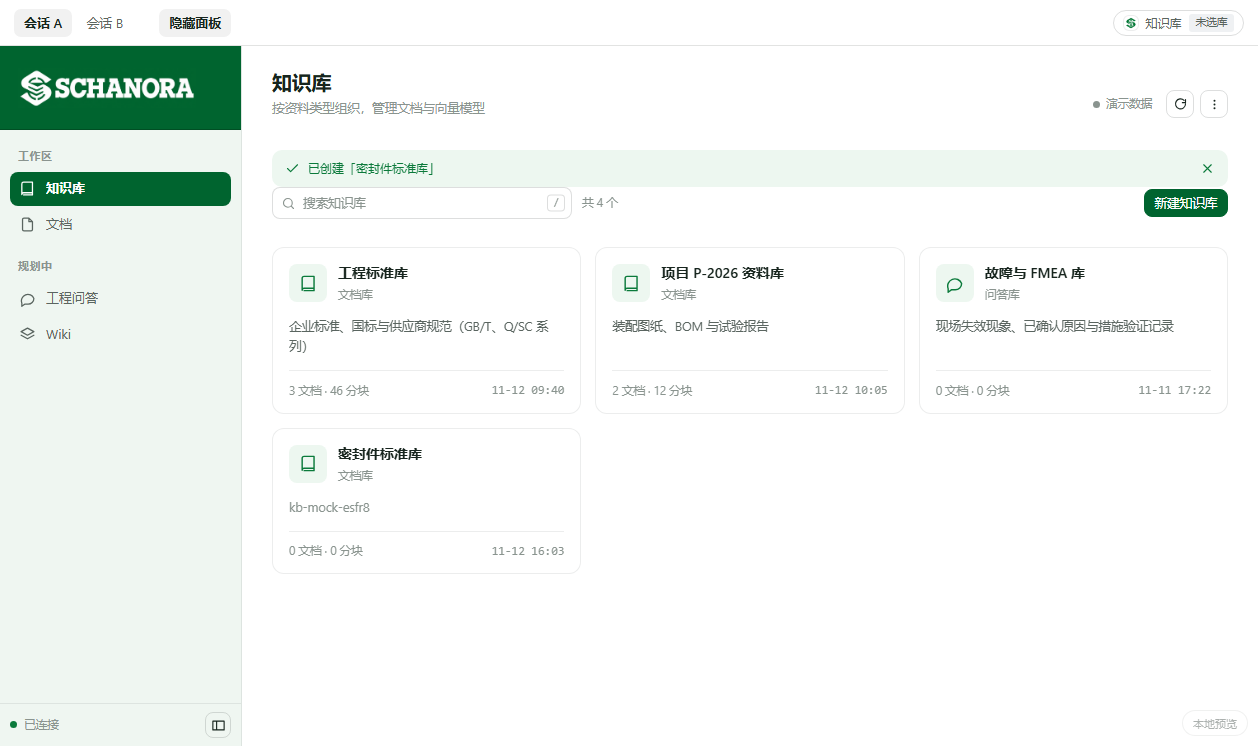 会话 A 会话 B 隐藏面板 知识库 未选库
SCHANORA
工作区
知识库
文档
规划中
工程问答
Wiki
已连接
知识库
按资料类型组织，管理文档与向量模型
演示数据
已创建「密封件标准库」
搜索知识库 / 共 4 个 新建知识库
工程标准库
文档库
企业标准、国标与供应商规范（GB/T、Q/SC 系
列）
3 文档 · 46 分块 11-12 09:40
项目 P-2026 资料库
文档库
装配图纸、BOM 与试验报告
2 文档 · 12 分块 11-12 10:05
故障与 FMEA 库
问答库
现场失效现象、已确认原因与措施验证记录
0 文档 · 0 分块 11-11 17:22
密封件标准库
文档库
kb-mock-esfr8
0 文档 · 0 分块 11-12 16:03
本地预览